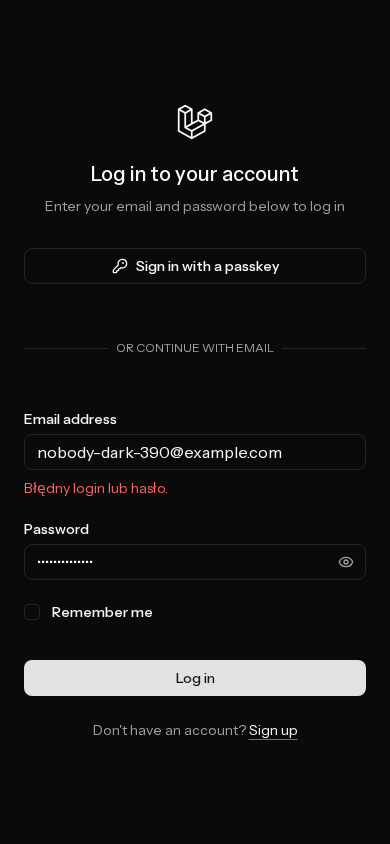 Log in to your account
Enter your email and password below to log in
Sign in with a passkey
OR CONTINUE WITH EMAIL
Email address
nobody-dark-390@example.com
Błędny login lub hasło.
Password
••••••••••••••
Remember me
Log in
Don't have an account? Sign up